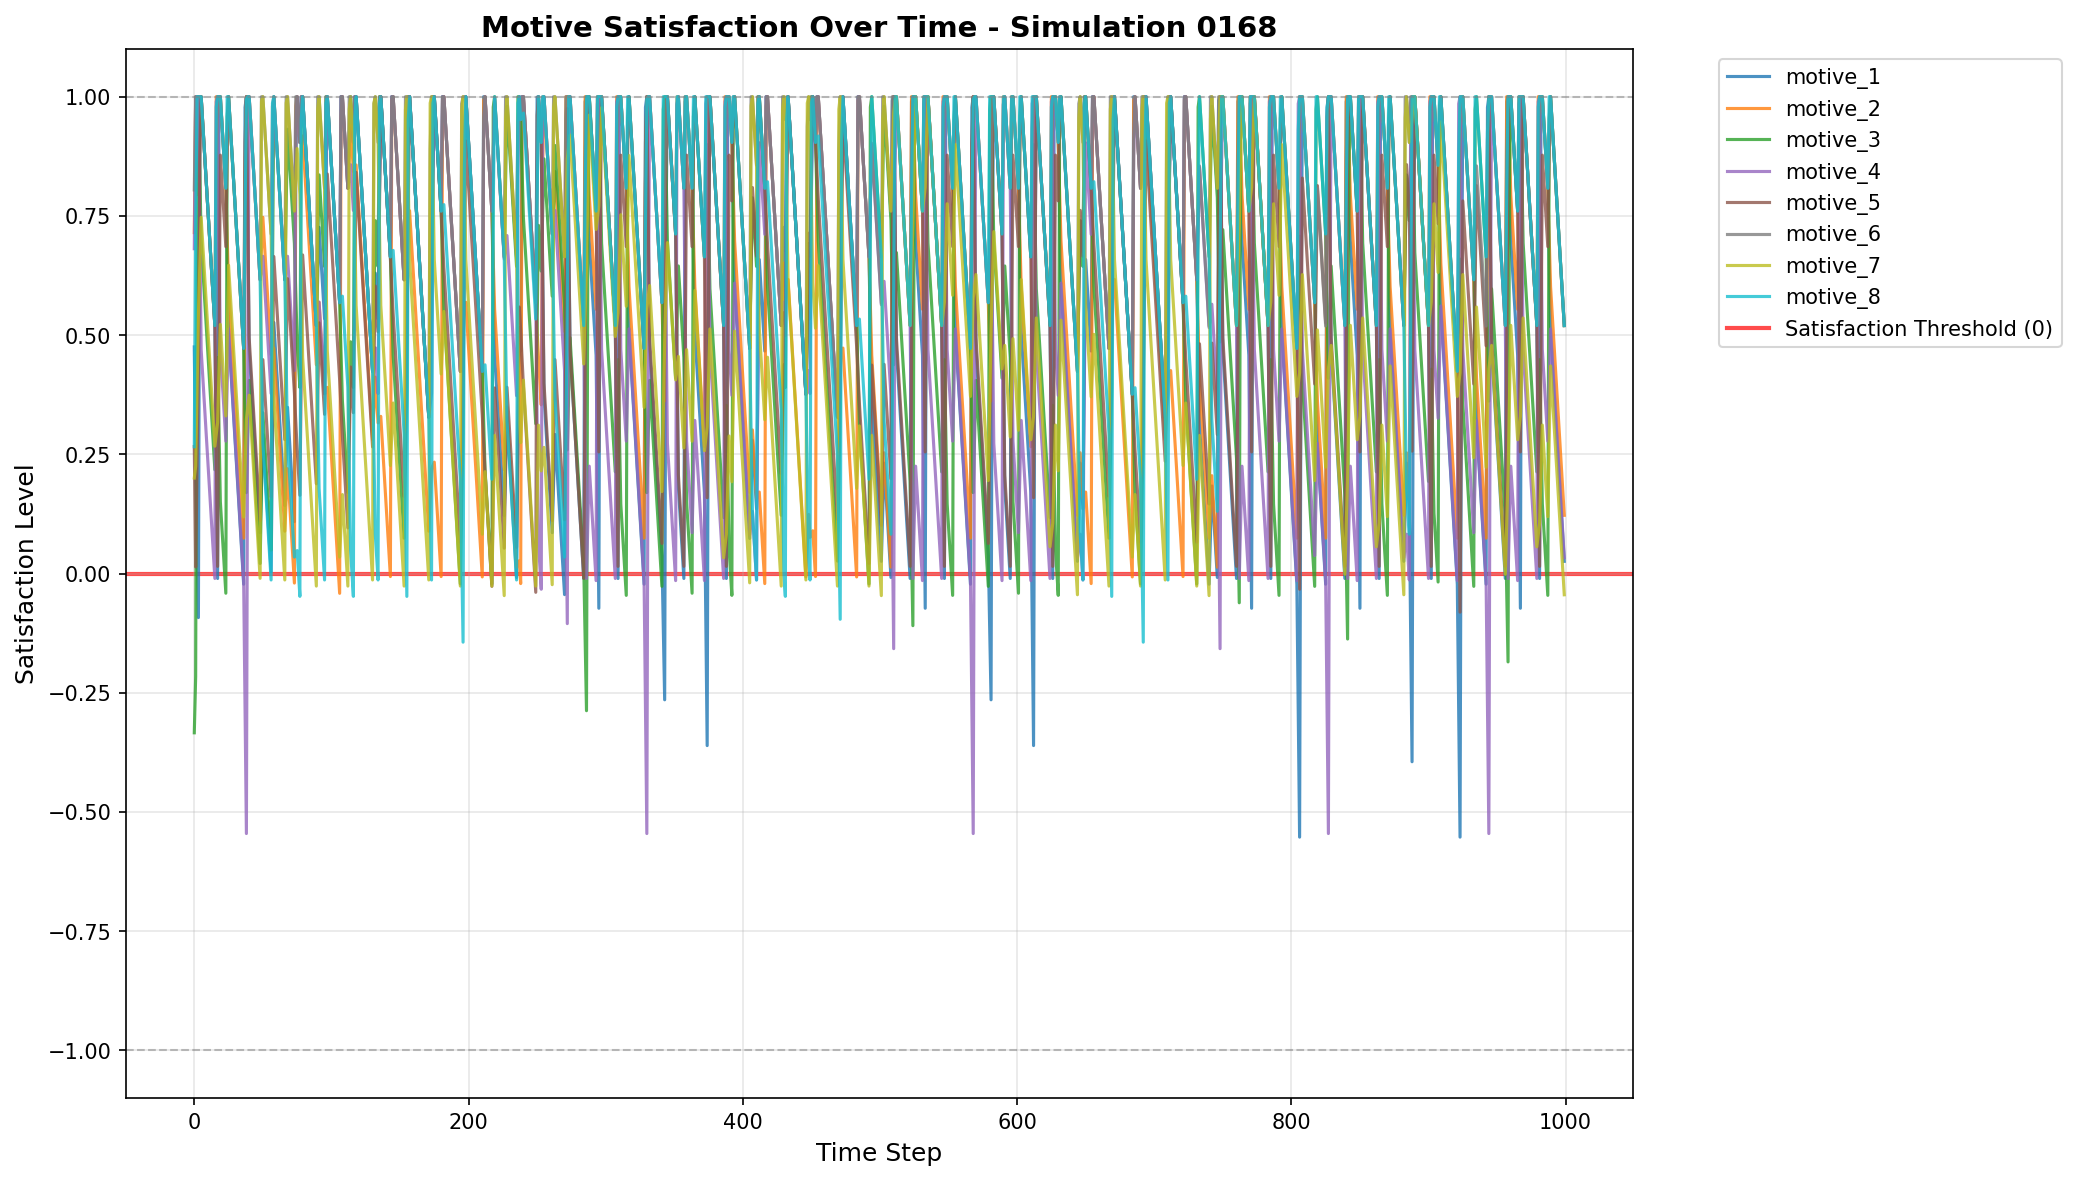 Motive Satisfaction Over Time - Simulation 0168
1.00
0.75
0.50
0.25
0.00
−0.25
−0.50
−0.75
−1.00
Satisfaction Level
0
200
400
600
800
1000
Time Step
motive_1
motive_2
motive_3
motive_4
motive_5
motive_6
motive_7
motive_8
Satisfaction Threshold (0)